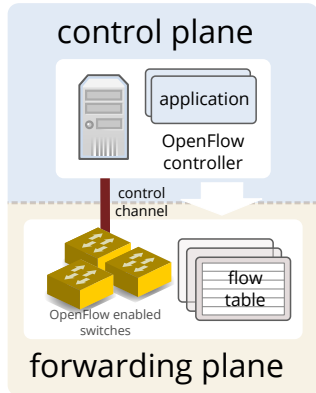 control plane
application
OpenFlow
controller
control
channel
flow
table
OpenFlow enabled
switches
forwarding plane